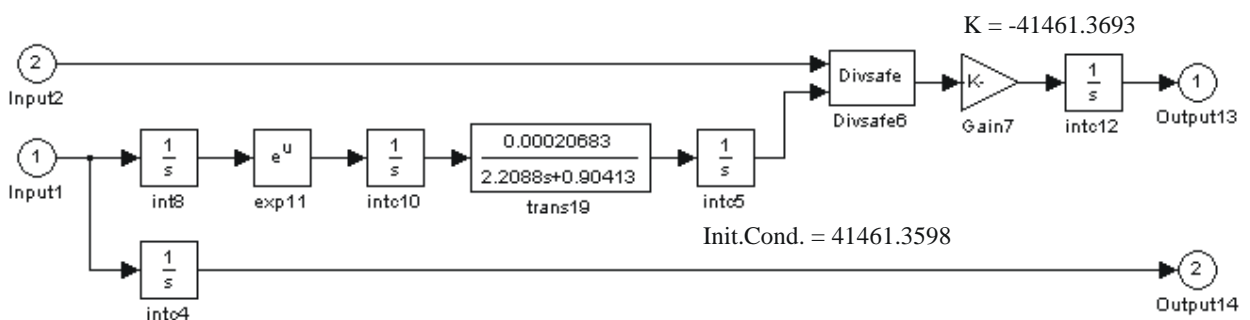 K = -41461.3693
2
Input2
Divsafe
Divsafe6
K-
Gain7
1
s
intc12
1
Output13
1
Input1
1
s
int8
e^u
exp11
1
s
intc10
0.00020683
2.2088s+0.90413
trans19
1
s
intc5
Init.Cond. = 41461.3598
1
s
intc4
2
Output14